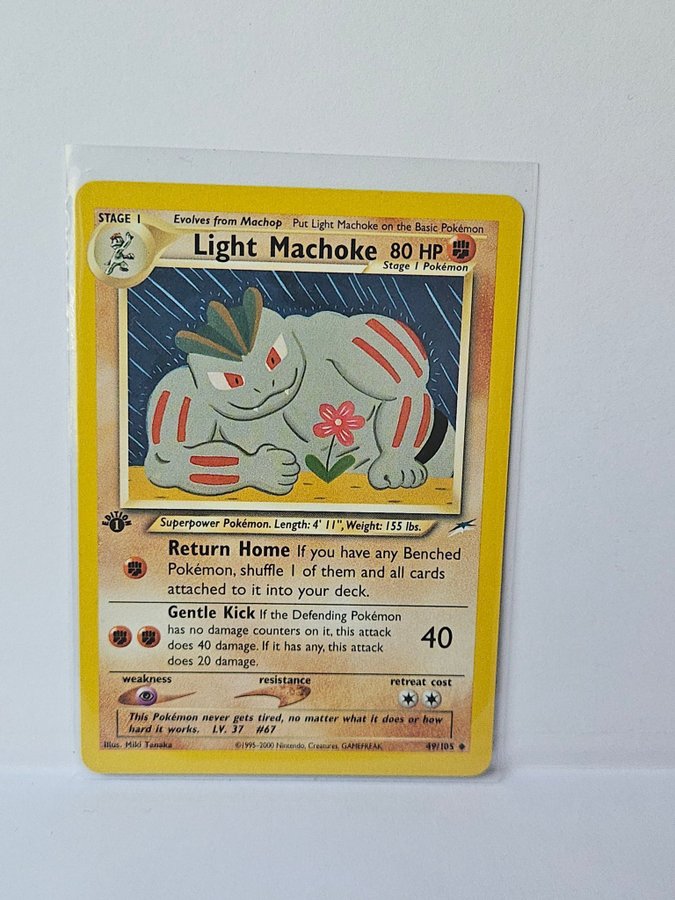 STAGE 1
Evolves from Machop Put Light Machoke on the Basic Pokémon
Light Machoke 80 HP
Stage 1 Pokémon
EDITION
1
Superpower Pokémon. Length: 4' 11", Weight: 155 lbs.
Return Home If you have any Benched
Pokémon, shuffle 1 of them and all cards
attached to it into your deck.
Gentle Kick If the Defending Pokémon
has no damage counters on it, this attack
does 40 damage. If it has any, this attack
does 20 damage.
40
weakness resistance retreat cost
This Pokémon never gets tired, no matter what it does or how
hard it works. LV. 37 #67
Illus. Miki Tanaka ©1995-2000 Nintendo, Creatures, GAMEFREAK 49/105